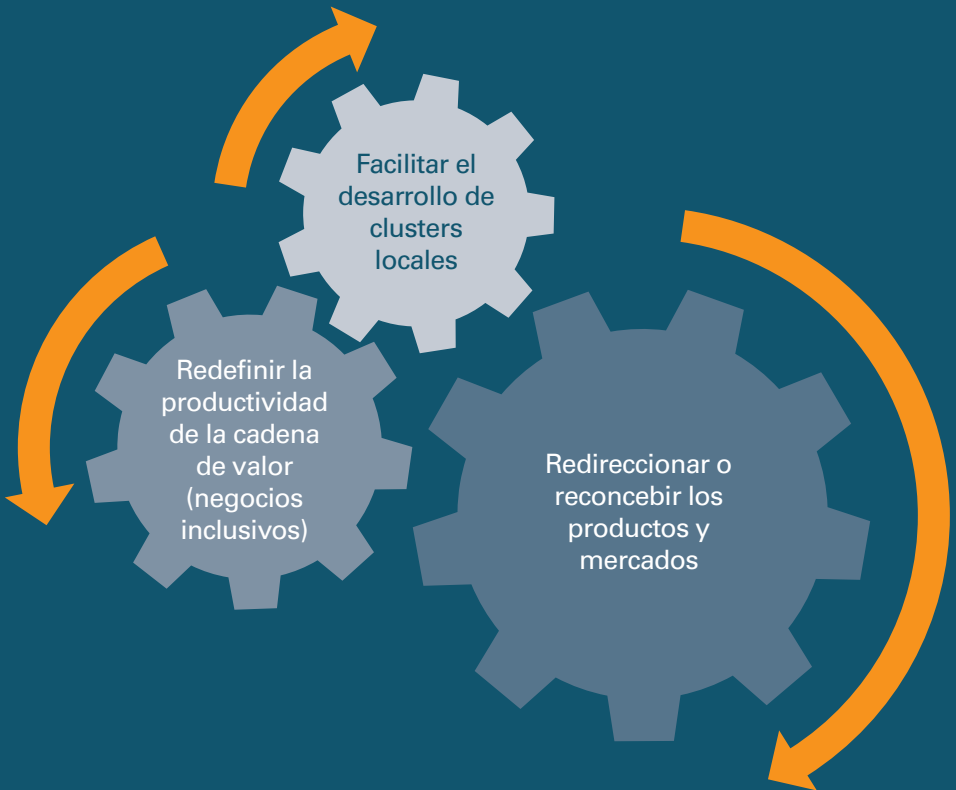 Facilitar el
desarrollo de
clusters
locales
Redefinir la
productividad
de la cadena
de valor
(negocios
inclusivos)
Redireccionar o
reconcebir los
productos y
mercados